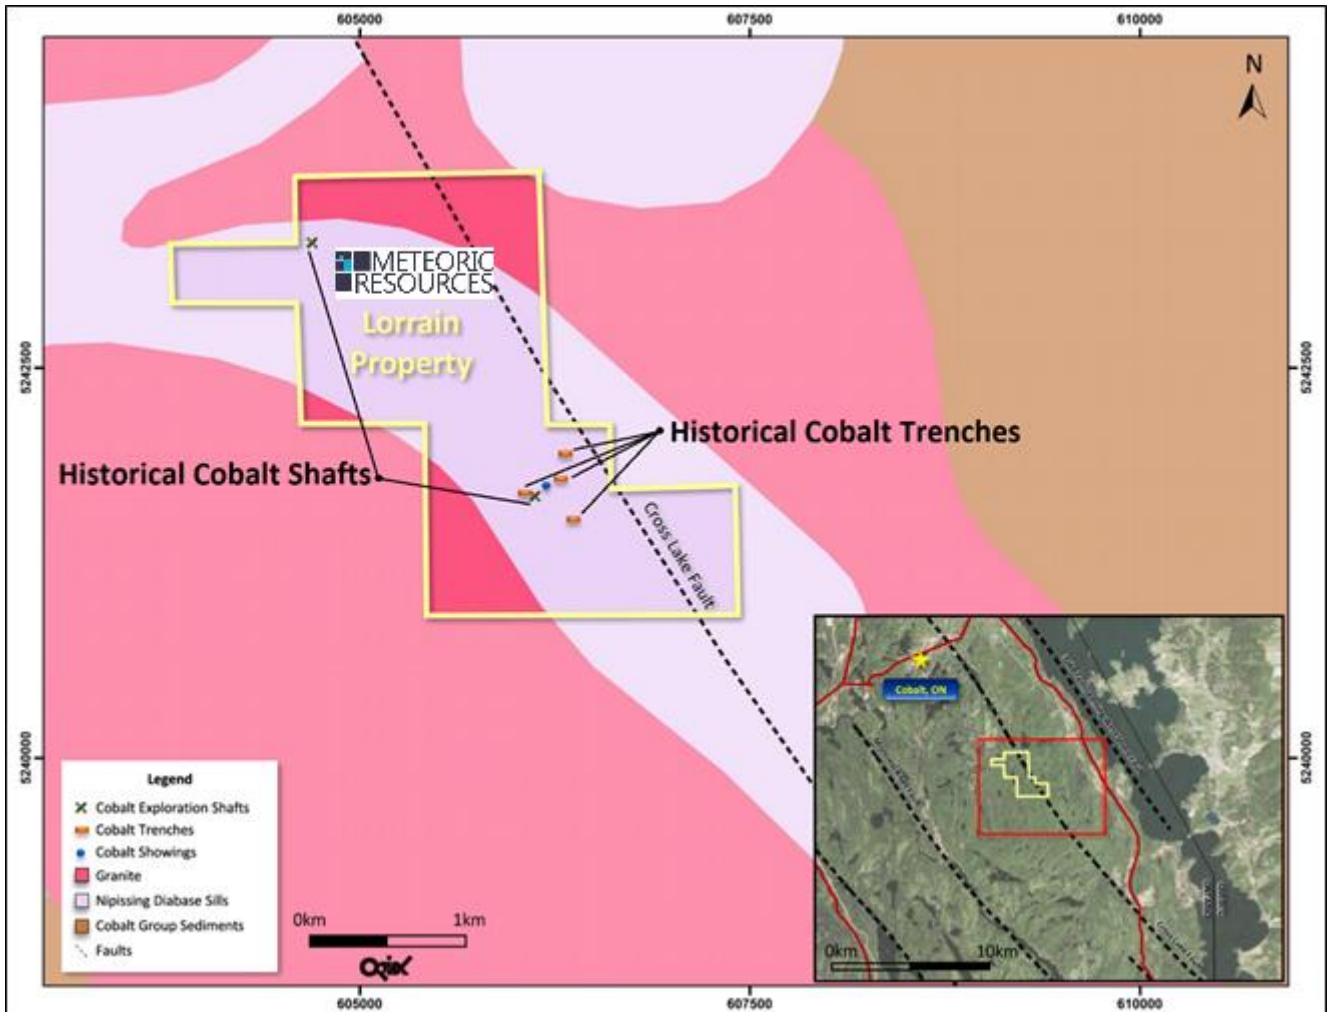 605000
607500
610000
N
METEORIC
RESOURCES
Lorrain
Property
5242500
5242500
Historical Cobalt Trenches
Historical Cobalt Shafts
Cross Lake Fault
Cobalt, ON
5240000
5240000
Legend
Cobalt Exploration Shafts
Cobalt Trenches
Cobalt Showings
Granite
Nipissing Diabase Sills
Cobalt Group Sediments
Faults
0km 1km
Orix
0km 10km
605000
607500
610000